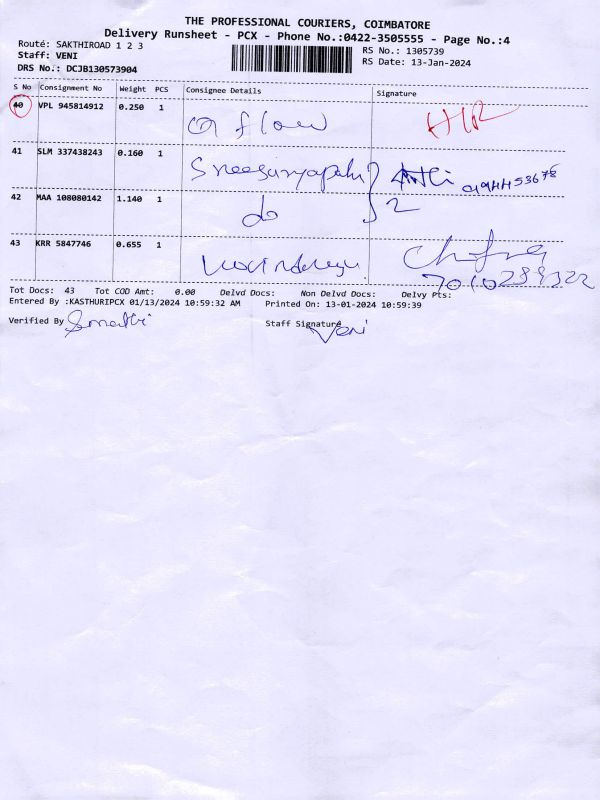 THE PROFESSIONAL COURIERS, COIMBATORE
Delivery Runsheet - PCX - Phone No.:0422-3505555 - Page No.:4
Route: SAKTHIROAD 1 2 3
RS No.: 1305739
Staff: VENI
RS Date: 13-Jan-2024
DRS No.: DCJB130573904
S No Consignment No Weight PCS Consignee Details Signature
40 VPL 945814912 0.250 1 flow HR
41 SLM 337438243 0.160 1
42 MAA 108080142 1.140 1 do 2
43 KRR 5847746 0.655 1
Tot Docs: 43 Tot COD Amt: 0.00 Delvd Docs: Non Delvd Docs: Delvy Pts:
Entered By :KASTHURIPCX 01/13/2024 10:59:32 AM Printed On: 13-01-2024 10:59:39
Verified By Staff Signature Veni